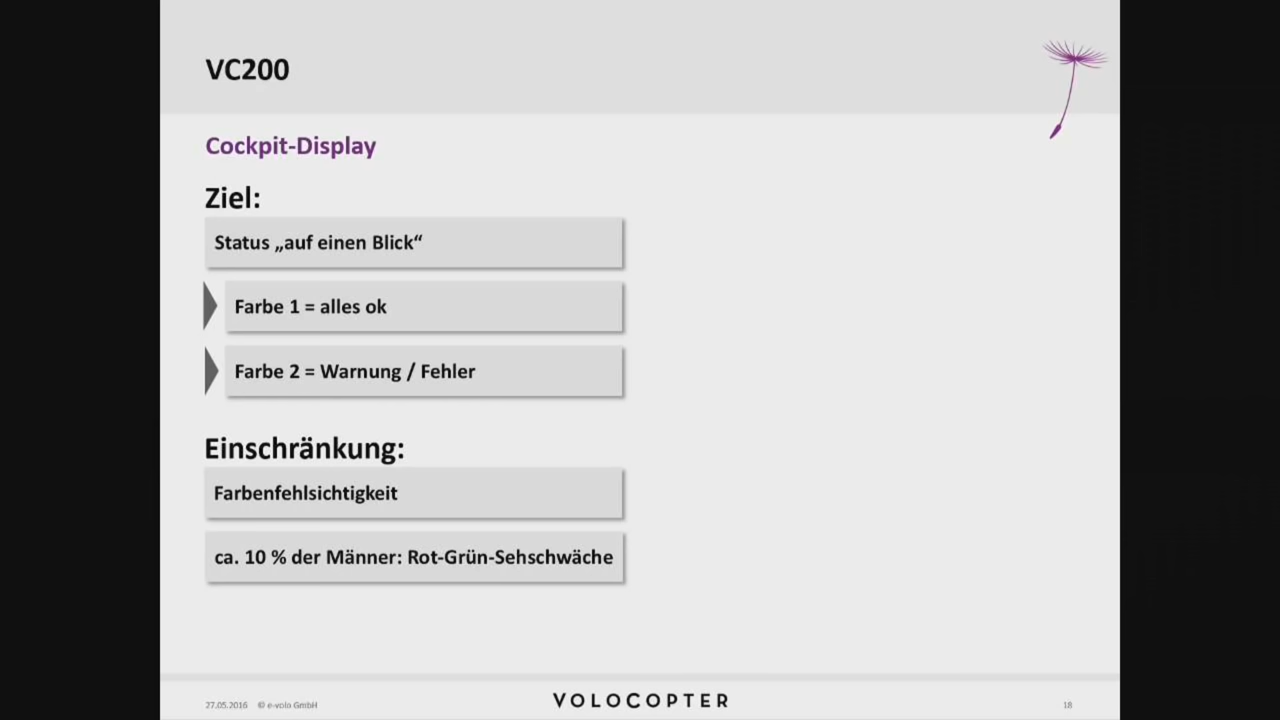 VC200
Cockpit-Display
Ziel:
Status „auf einen Blick“
Farbe 1 = alles ok
Farbe 2 = Warnung / Fehler
Einschränkung:
Farbenfehlsichtigkeit
ca. 10 % der Männer: Rot-Grün-Sehschwäche
27.05.2016 © e-volo GmbH
VOLOCOPTER
18